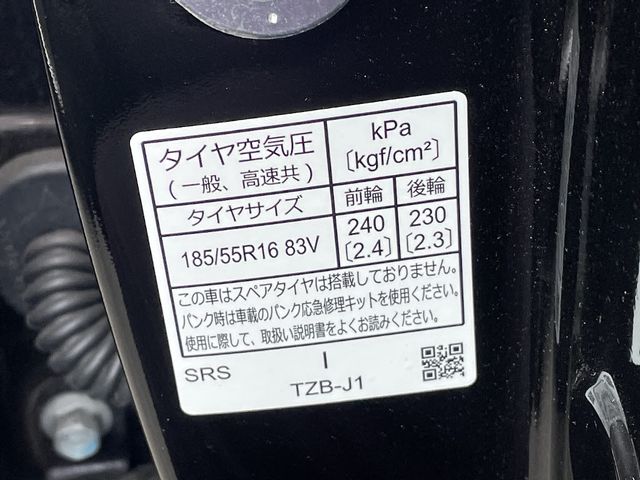 タイヤ空気圧
(一般、高速共)
kPa
〔kgf/cm²〕
タイヤサイズ
前輪
後輪
185/55R16 83V
240
〔2.4〕
230
〔2.3〕
この車はスペアタイヤは搭載しておりません。
パンク時は車載のパンク応急修理キットを使用ください。
使用に際して、取扱い説明書をよくお読みください。
SRS
I
TZB-J1